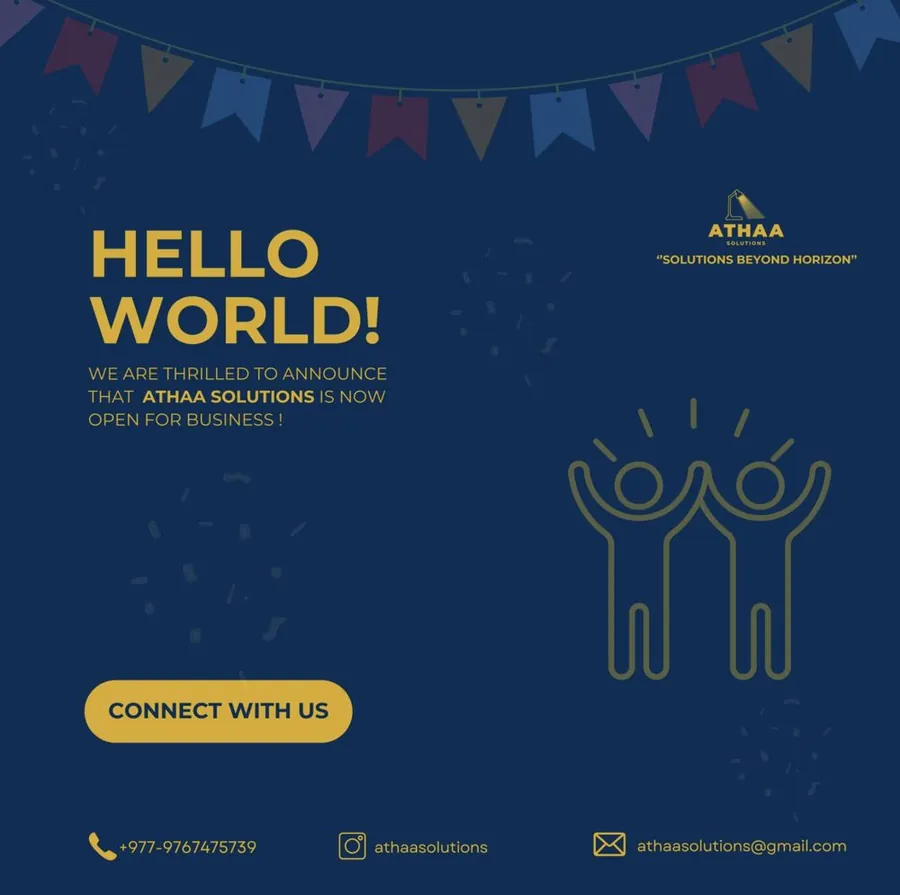 HELLO
WORLD!
WE ARE THRILLED TO ANNOUNCE
THAT ATHAA SOLUTIONS IS NOW
OPEN FOR BUSINESS !
ATHAA
SOLUTIONS
"SOLUTIONS BEYOND HORIZON"
CONNECT WITH US
+977-9767475739
athaasolutions
athaasolutions@gmail.com